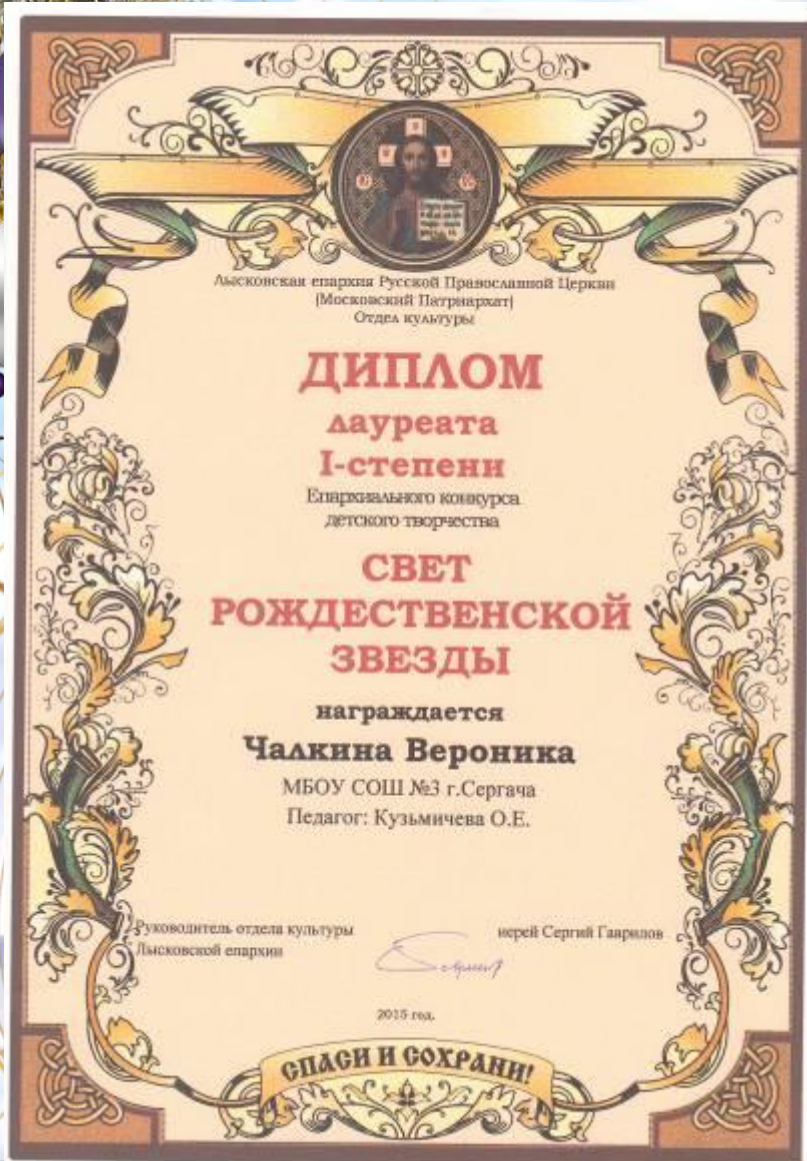 Лысковская епархия Русской Православной Церкви
(Московский Патриархат)
Отдел культуры
ДИПЛОМ
лауреата
I-степени
Епархиального конкурса
детского творчества
СВЕТ
РОЖДЕСТВЕНСКОЙ
ЗВЕЗДЫ
награждается
Чалкина Вероника
МБОУ СОШ №3 г.Сергача
Педагог: Кузьмичева О.Е.
Руководитель отдела культуры
Лысковской епархии
иерей Сергий Гаврилов
2015 год.
СПАСИ И СОХРАНИ!